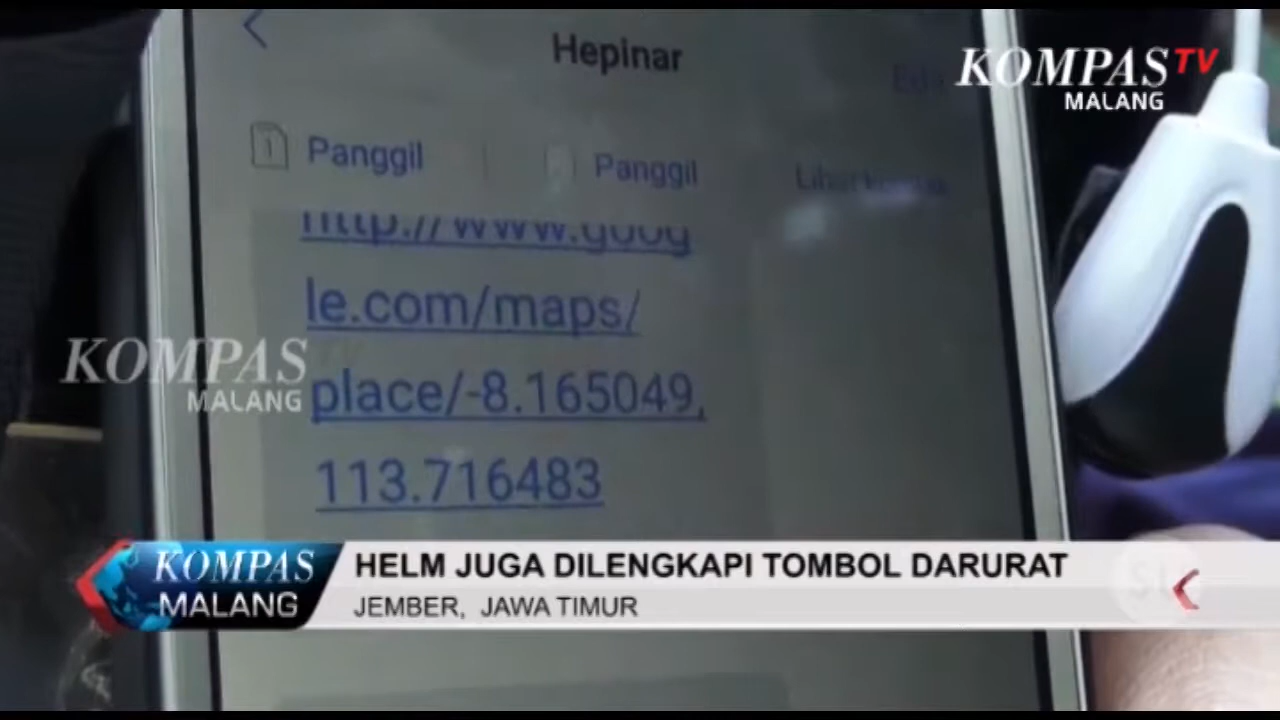 Hepinar
KOMPAS TV
MALANG
Panggil
Panggil
http://www.goog
le.com/maps/
place/-8.165049,
113.716483
KOMPAS TV
MALANG
KOMPAS
MALANG
HELM JUGA DILENGKAPI TOMBOL DARURAT
JEMBER, JAWA TIMUR